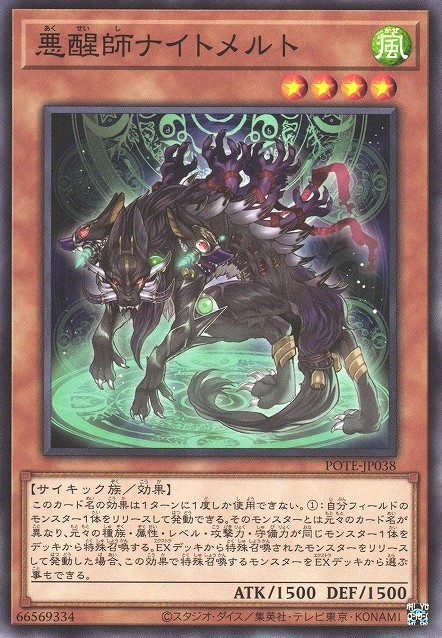 悪醒師ナイトメルト
風
【サイキック族/効果】
このカード名の効果は1ターンに1度しか使用できない。①:自分フィールドの
モンスター1体をリリースして発動できる。そのモンスターとは元々のカード名が
異なり、元々の種族・属性・レベル・攻撃力・守備力が同じモンスター1体を
デッキから特殊召喚する。EXデッキから特殊召喚されたモンスターをリリース
して発動した場合、この効果で特殊召喚するモンスターをEXデッキから選ぶ
事もできる。
POTE-JP038
ATK/1500 DEF/1500
66569334
©スタジオ・ダイス/集英社・テレビ東京・KONAMI